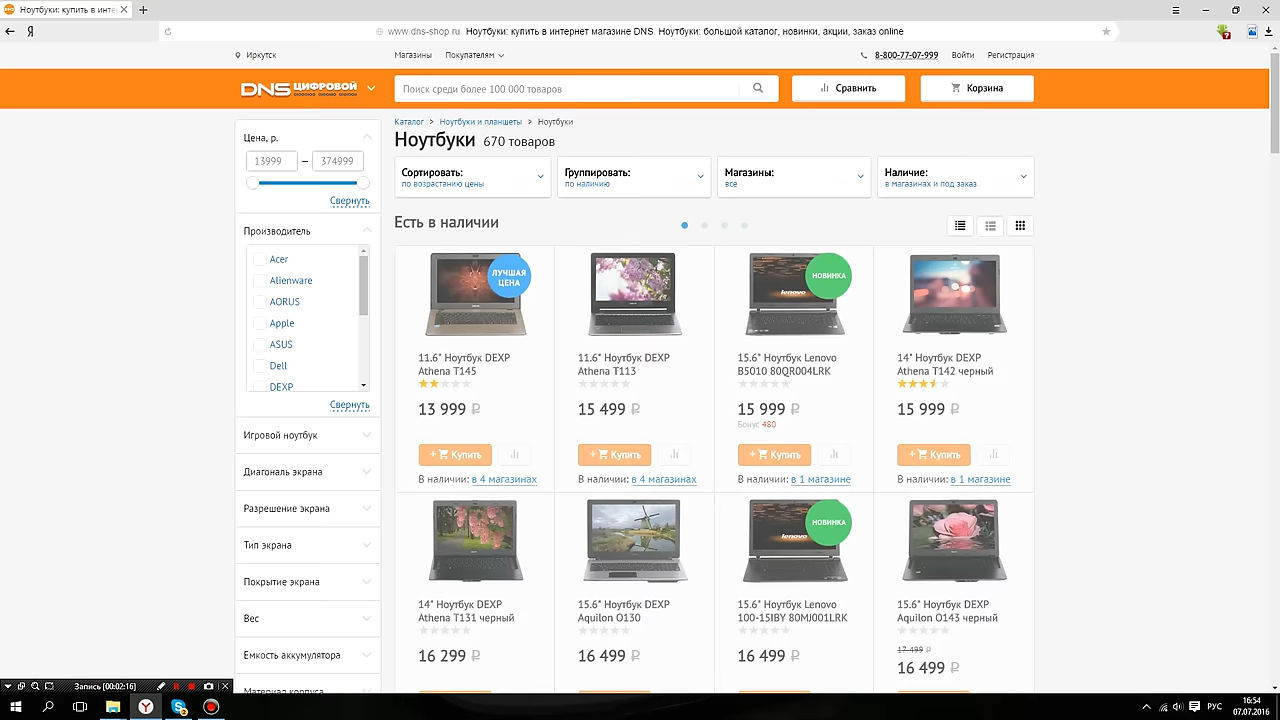 Ноутбуки: купить в инте
www.dns-shop.ru Ноутбуки: купить в интернет магазине DNS. Ноутбуки: большой каталог, новинки, акции, заказ online
Иркутск Магазины Покупателям 8-800-77-07-999 Войти Регистрация
DNS ЦИФРОВОЙ
Поиск среди более 100 000 товаров
Сравнить
Корзина
Каталог > Ноутбуки и планшеты > Ноутбуки
Ноутбуки 670 товаров
Цена, р.
13999 — 374999
Свернуть
Производитель
Acer
Alienware
AORUS
Apple
ASUS
Dell
DEXP
Свернуть
Игровой ноутбук
Диагональ экрана
Разрешение экрана
Тип экрана
Покрытие экрана
Вес
Емкость аккумулятора
Материал корпуса
Сортировать:
по возрастанию цены
Группировать:
по наличию
Магазины:
все
Наличие:
в магазинах и под заказ
Есть в наличии
ЛУЧШАЯ
ЦЕНА
11.6" Ноутбук DEXP
Athena T145
13 999 ₽
+ Купить
В наличии: в 4 магазинах
11.6" Ноутбук DEXP
Athena T113
15 499 ₽
+ Купить
В наличии: в 4 магазинах
НОВИНКА
lenovo
15.6" Ноутбук Lenovo
B5010 80QR004LRK
15 999 ₽
Бонус 480
+ Купить
В наличии: в 1 магазине
14" Ноутбук DEXP
Athena T142 черный
15 999 ₽
+ Купить
В наличии: в 1 магазине
14" Ноутбук DEXP
Athena T131 черный
16 299 ₽
15.6" Ноутбук DEXP
Aquilon O130
16 499 ₽
НОВИНКА
lenovo
15.6" Ноутбук Lenovo
100-15IBY 80MJ001LRK
16 499 ₽
15.6" Ноутбук DEXP
Aquilon O143 черный
17 499 ₽
16 499 ₽
Запись [00:02:16]
РУС
16:54
07.07.2016